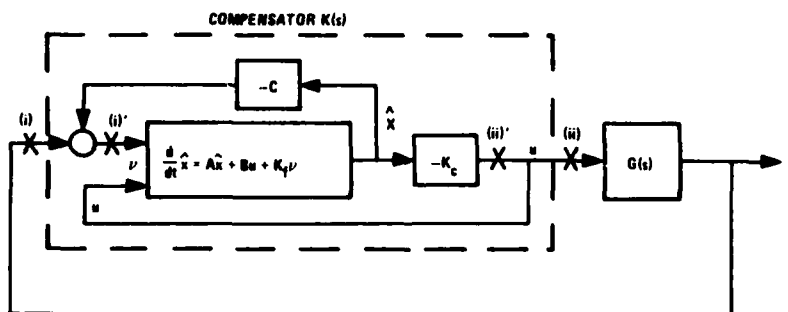 COMPENSATOR K(s)
-C
(i)
(i)'
x̂
(ii)'
u
(ii)
ν
d/dt x̂ = Ax̂ + Bu + K_f ν
-K_c
G(s)
u